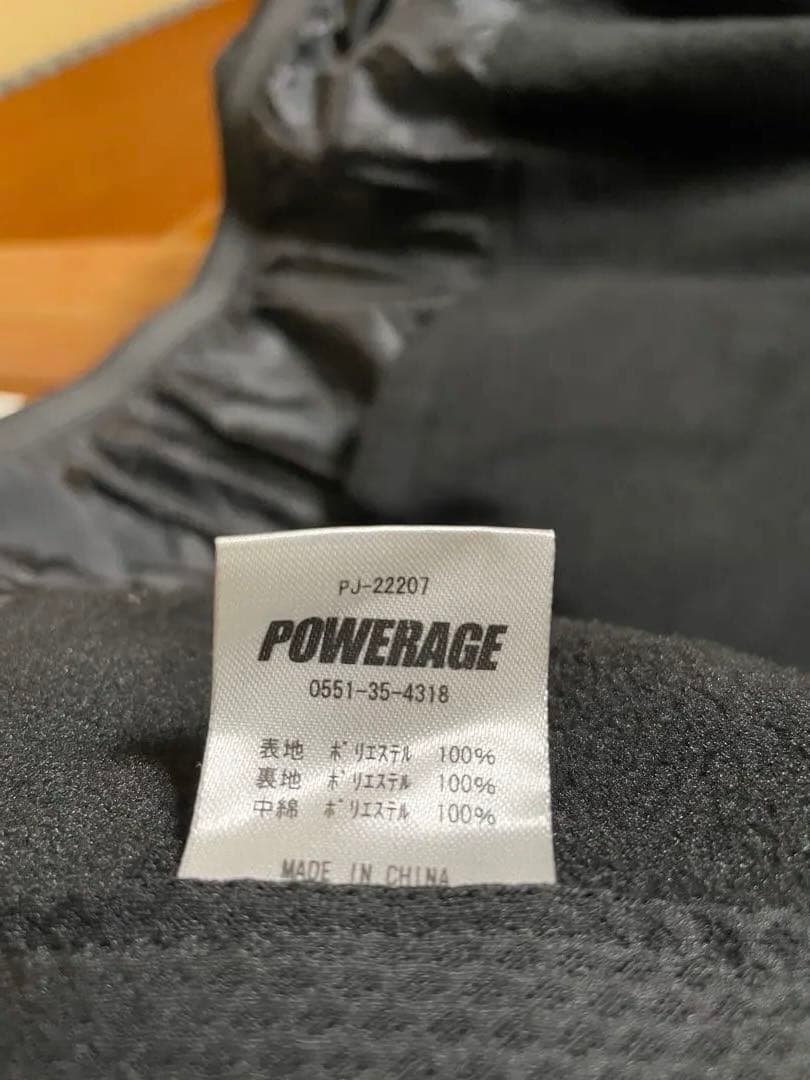 PJ-22207
POWERAGE
0551-35-4318
表地 ポリエステル 100%
裏地 ポリエステル 100%
中綿 ポリエステル 100%
MADE IN CHINA